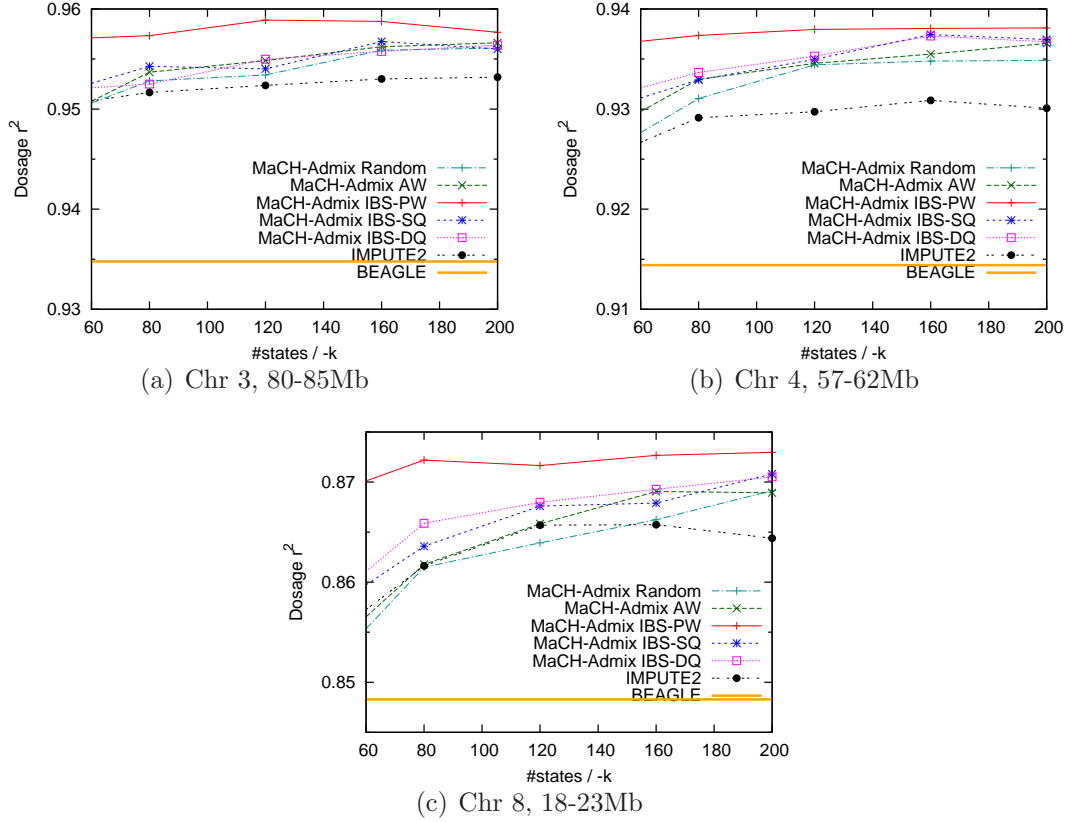 0.96
0.95
0.94
0.93
Dosage r²
MaCH-Admix Random
MaCH-Admix AW
MaCH-Admix IBS-PW
MaCH-Admix IBS-SQ
MaCH-Admix IBS-DQ
IMPUTE2
BEAGLE
60 80 100 120 140 160 180 200
#states / -k
(a) Chr 3, 80-85Mb
0.94
0.93
0.92
0.91
Dosage r²
MaCH-Admix Random
MaCH-Admix AW
MaCH-Admix IBS-PW
MaCH-Admix IBS-SQ
MaCH-Admix IBS-DQ
IMPUTE2
BEAGLE
60 80 100 120 140 160 180 200
#states / -k
(b) Chr 4, 57-62Mb
0.87
0.86
0.85
Dosage r²
MaCH-Admix Random
MaCH-Admix AW
MaCH-Admix IBS-PW
MaCH-Admix IBS-SQ
MaCH-Admix IBS-DQ
IMPUTE2
BEAGLE
60 80 100 120 140 160 180 200
#states / -k
(c) Chr 8, 18-23Mb